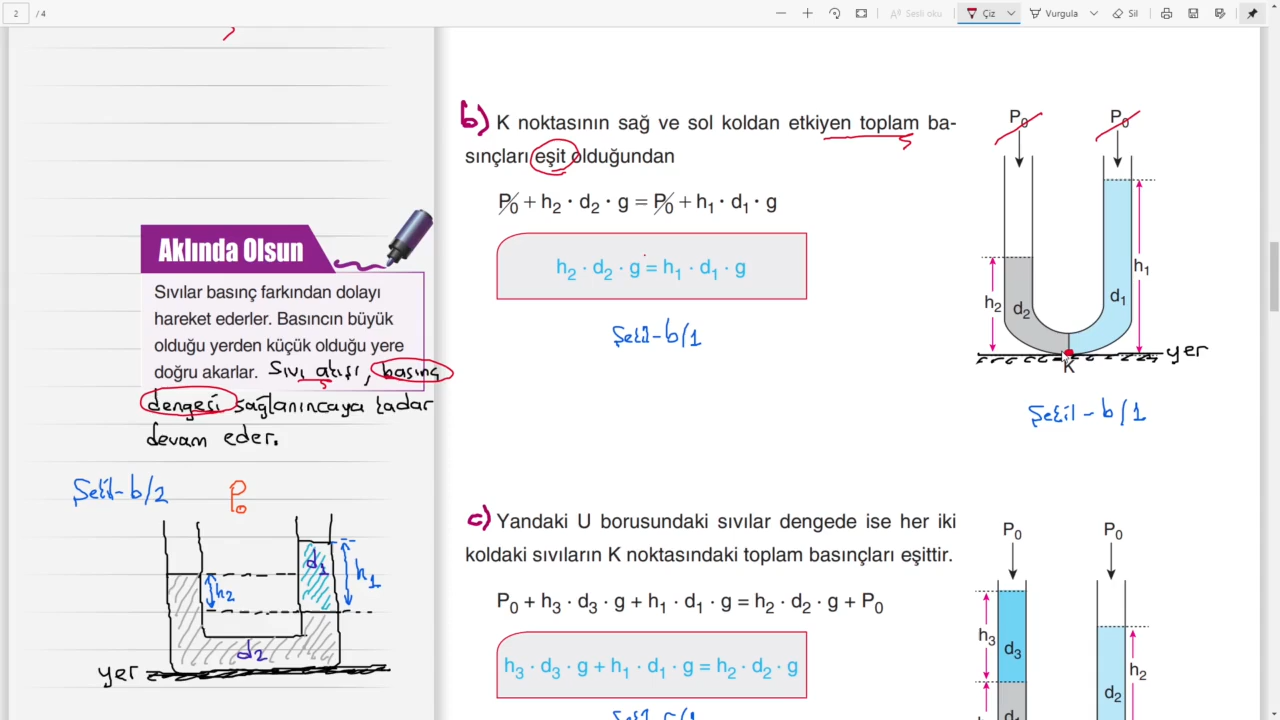 2 / 4
Sesli oku
Çiz
Vurgula
Sil
b) K noktasının sağ ve sol koldan etkiyen toplam ba-
sınçları eşit olduğundan
P0 + h2 · d2 · g = P0 + h1 · d1 · g
h2 · d2 · g = h1 · d1 · g
Şekil-b/1
P0
P0
h1
h2
d2
d1
yer
K
Şekil-b/1
Aklında Olsun
Sıvılar basınç farkından dolayı
hareket ederler. Basıncın büyük
olduğu yerden küçük olduğu yere
doğru akarlar. Sıvı akışı, basınç
dengesi sağlanıncaya kadar
devam eder.
Şekil-b/2
P0
d1
h1
h2
d2
yer
c) Yandaki U borusundaki sıvılar dengede ise her iki
koldaki sıvıların K noktasındaki toplam basınçları eşittir.
P0 + h3 · d3 · g + h1 · d1 · g = h2 · d2 · g + P0
h3 · d3 · g + h1 · d1 · g = h2 · d2 · g
P0
P0
h3
d3
h2
d2
d1